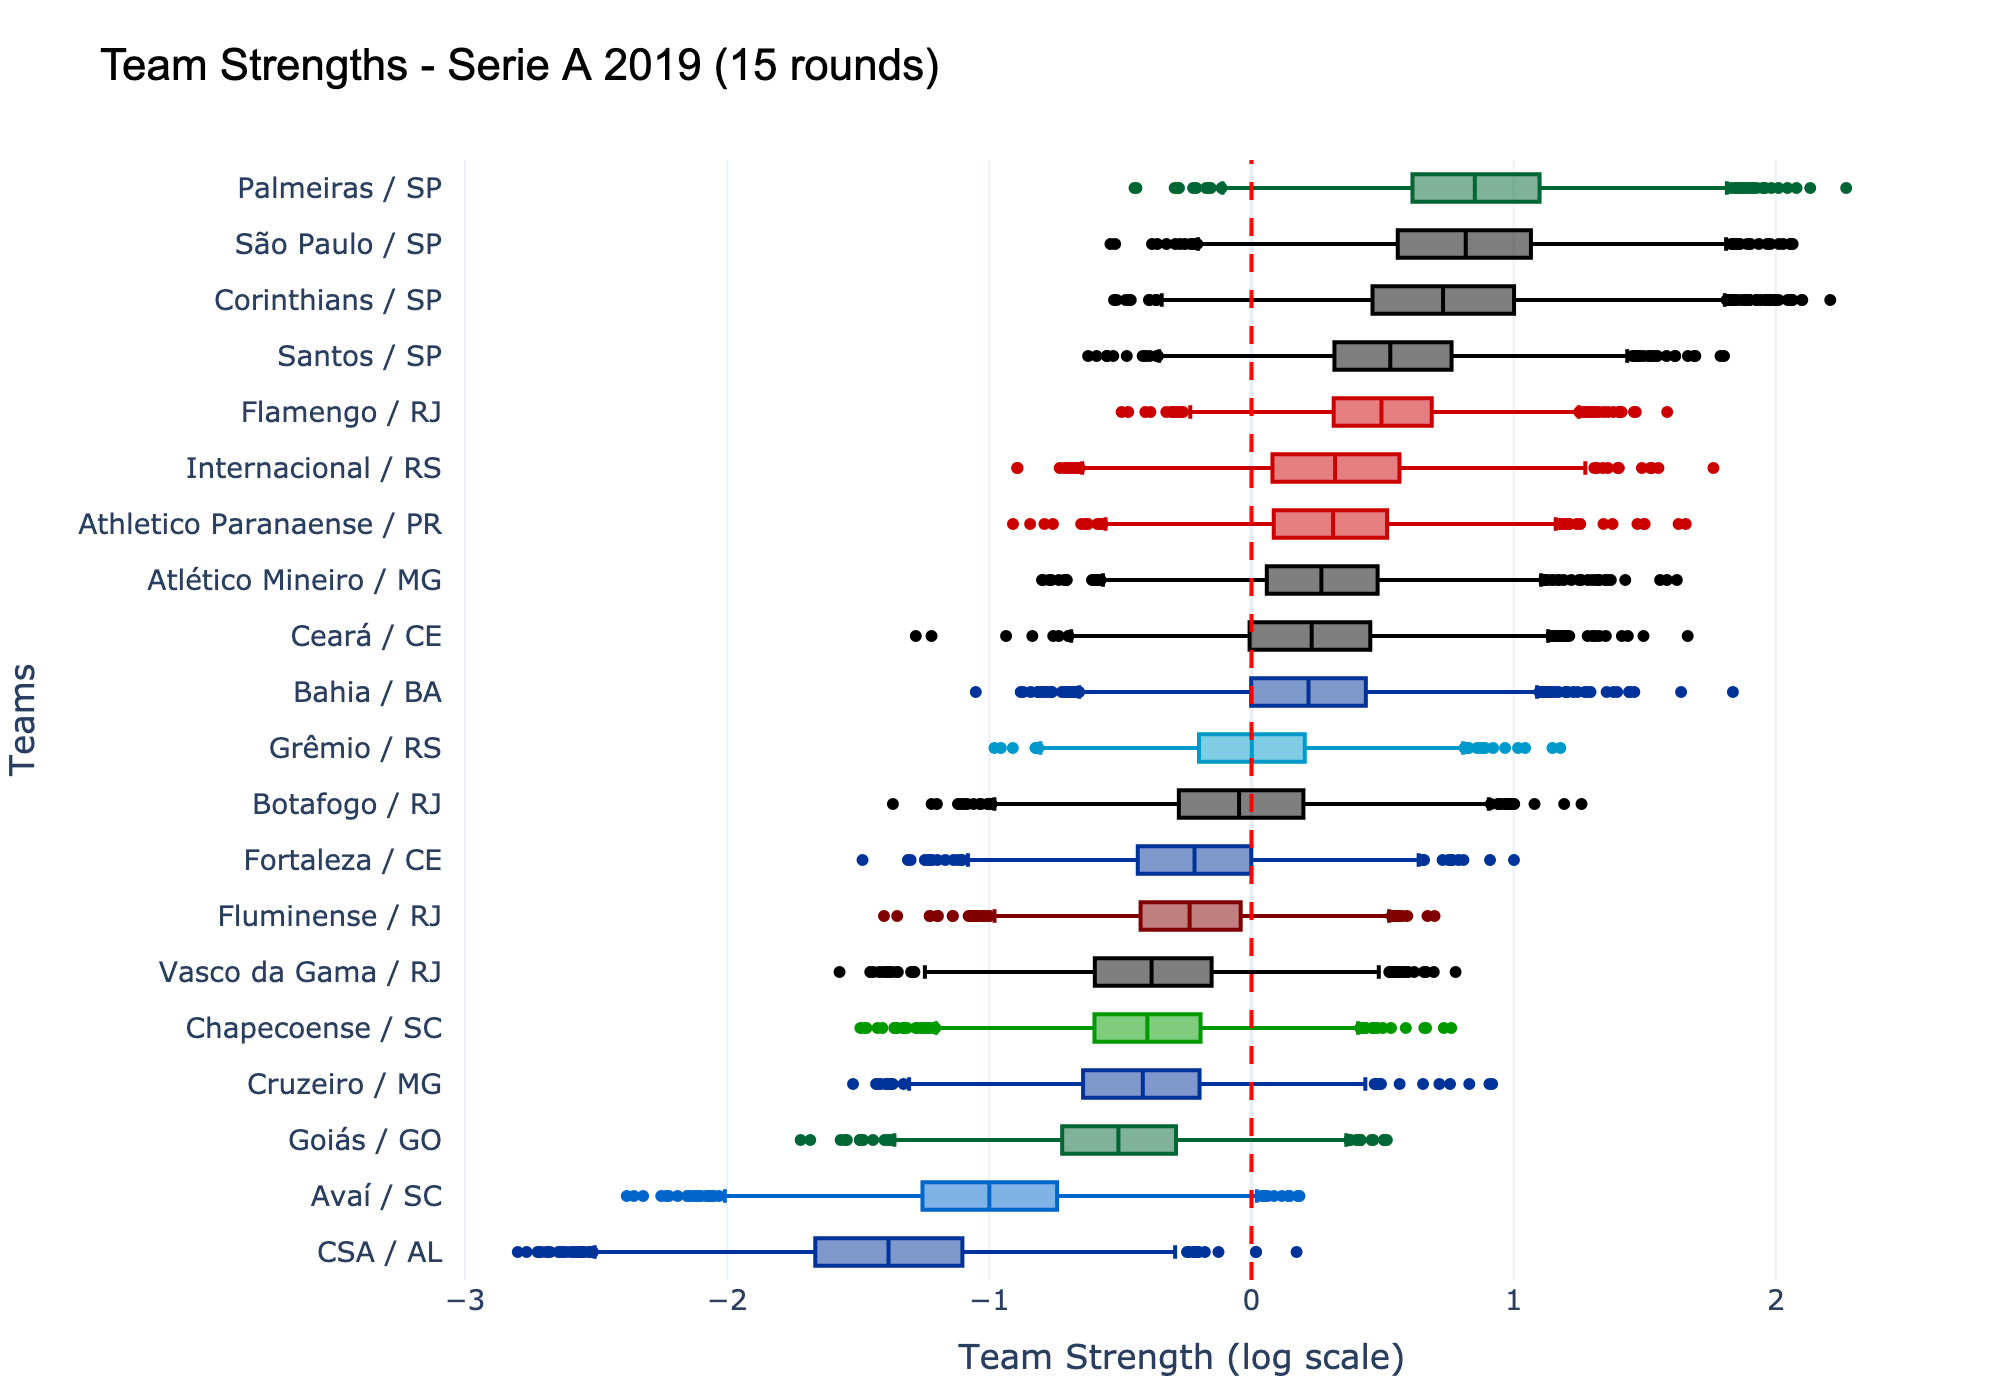 Team Strengths - Serie A 2019 (15 rounds)
Teams
Palmeiras / SP
São Paulo / SP
Corinthians / SP
Santos / SP
Flamengo / RJ
Internacional / RS
Athletico Paranaense / PR
Atlético Mineiro / MG
Ceará / CE
Bahia / BA
Grêmio / RS
Botafogo / RJ
Fortaleza / CE
Fluminense / RJ
Vasco da Gama / RJ
Chapecoense / SC
Cruzeiro / MG
Goiás / GO
Avaí / SC
CSA / AL
−3 −2 −1 0 1 2
Team Strength (log scale)